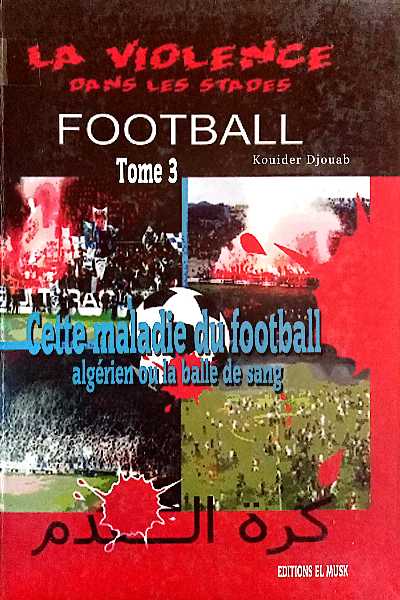 LA VIOLENCE
DANS LES STADES
FOOTBALL
Kouider Djouab
Tome 3
Cette maladie du football
algérien ou la balle de sang
كرة الـدم
EDITIONS EL MUSK